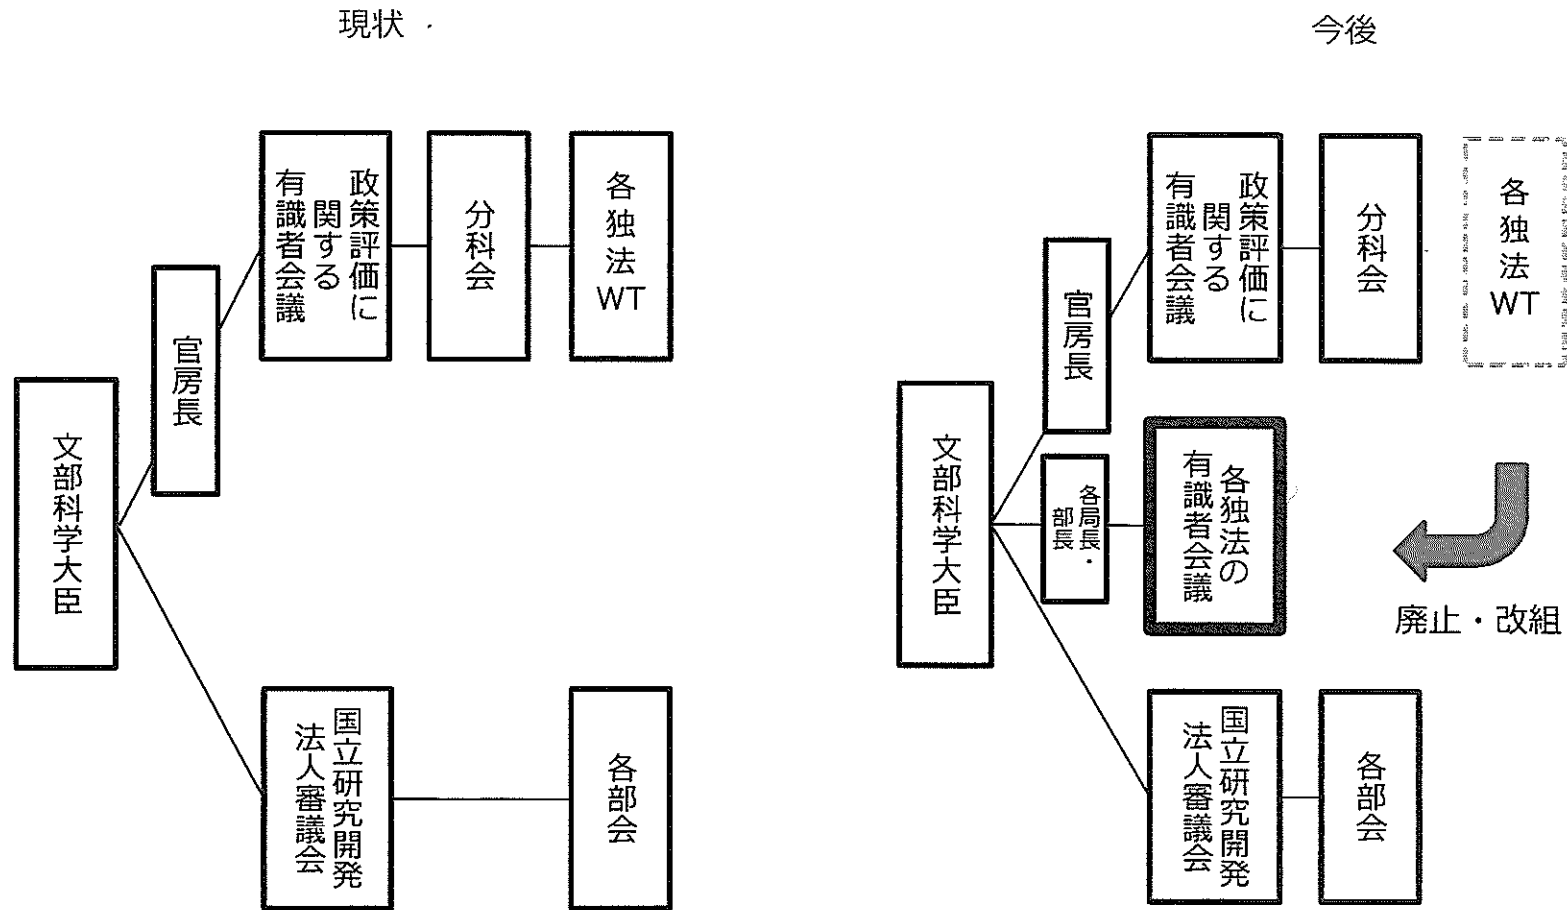 現状
文部科学大臣
官房長
政策評価に
関する
有識者会議
分科会
各独法
WT
国立研究開発
法人審議会
各部会
今後
文部科学大臣
官房長
政策評価に
関する
有識者会議
分科会
各独法
WT
各局長・
部長
各独法の
有識者会議
廃止・改組
国立研究開発
法人審議会
各部会